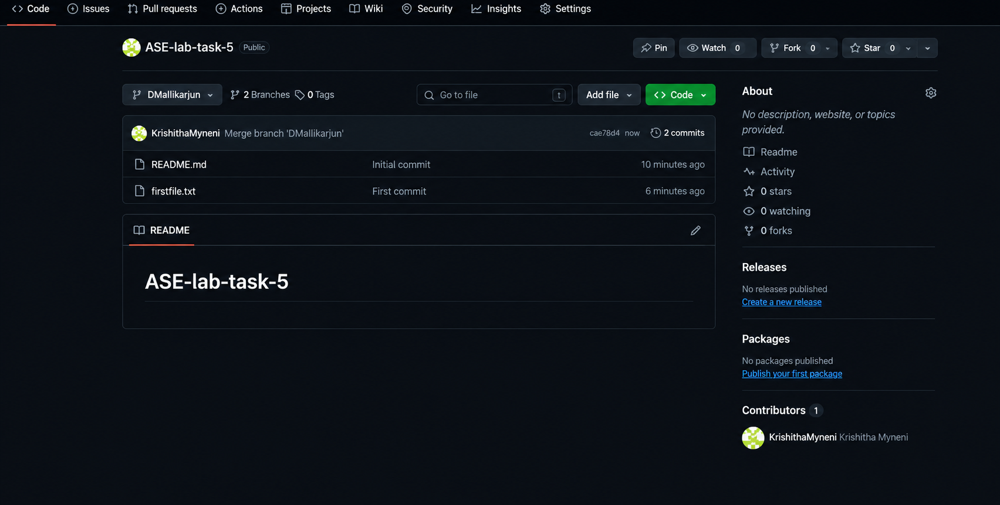 Code Issues Pull requests Actions Projects Wiki Security Insights Settings
ASE-lab-task-5 Public
Pin Watch 0 Fork 0 Star 0
DMallikarjun 2 Branches 0 Tags Go to file t Add file Code
KrishithaMyneni Merge branch 'DMallikarjun' cae78d4 now 2 commits
README.md Initial commit 10 minutes ago
firstfile.txt First commit 6 minutes ago
README
ASE-lab-task-5
About
No description, website, or topics
provided.
Readme
Activity
0 stars
0 watching
0 forks
Releases
No releases published
Create a new release
Packages
No packages published
Publish your first package
Contributors 1
KrishithaMyneni Krishitha Myneni